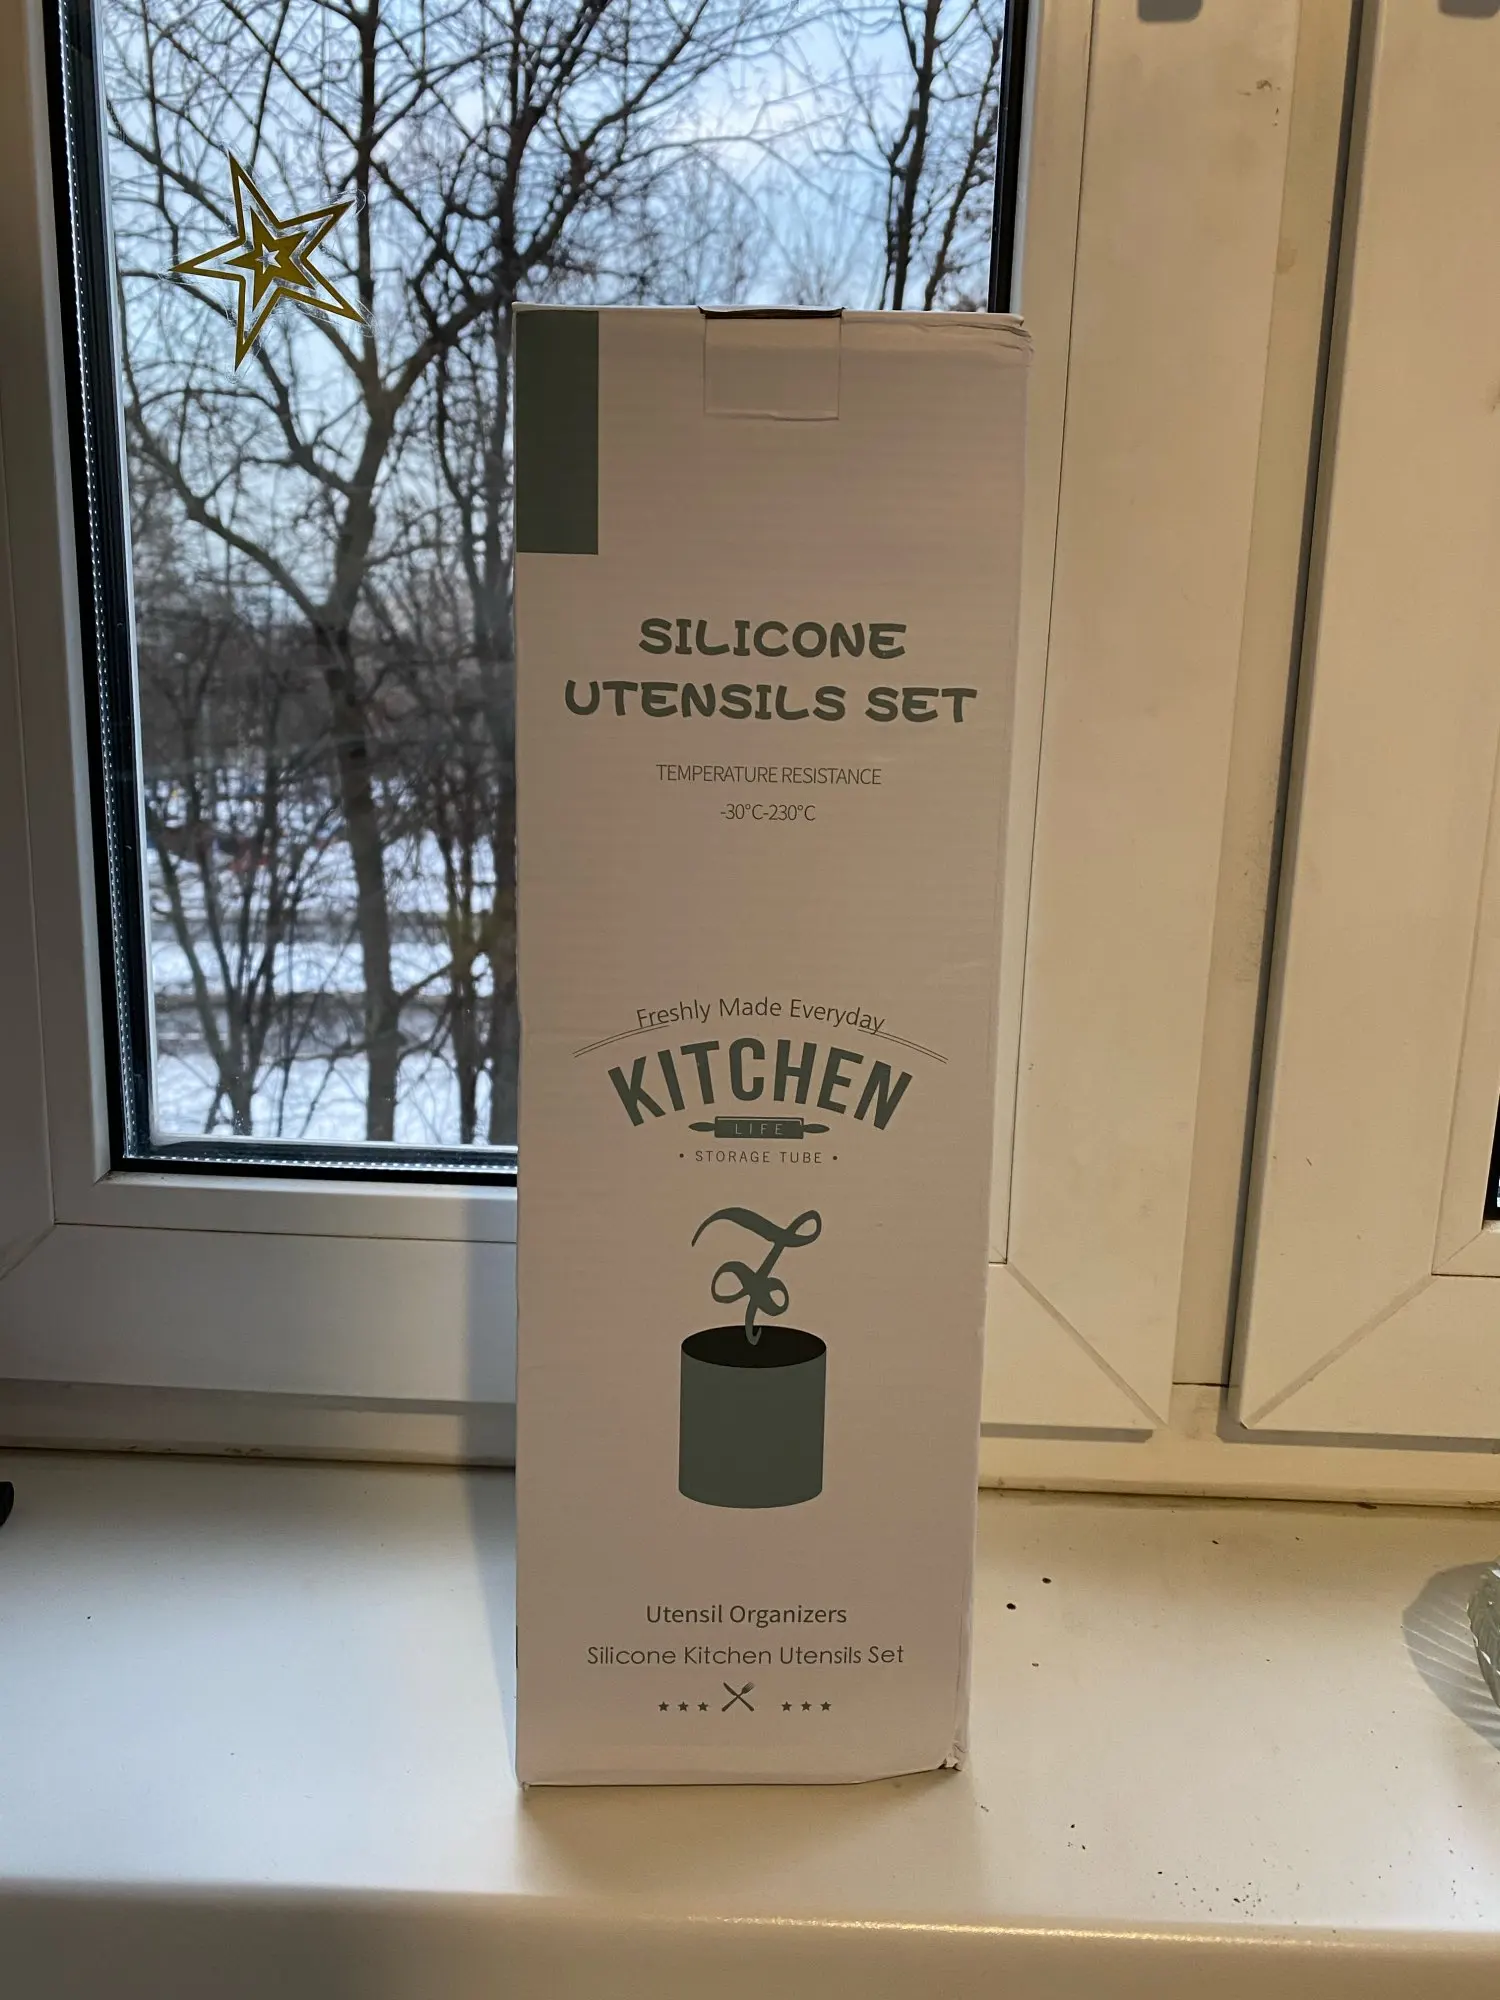 SILICONE
UTENSILS SET
TEMPERATURE RESISTANCE
-30°C-230°C
Freshly Made Everyday
KITCHEN
LIFE
• STORAGE TUBE •
Utensil Organizers
Silicone Kitchen Utensils Set